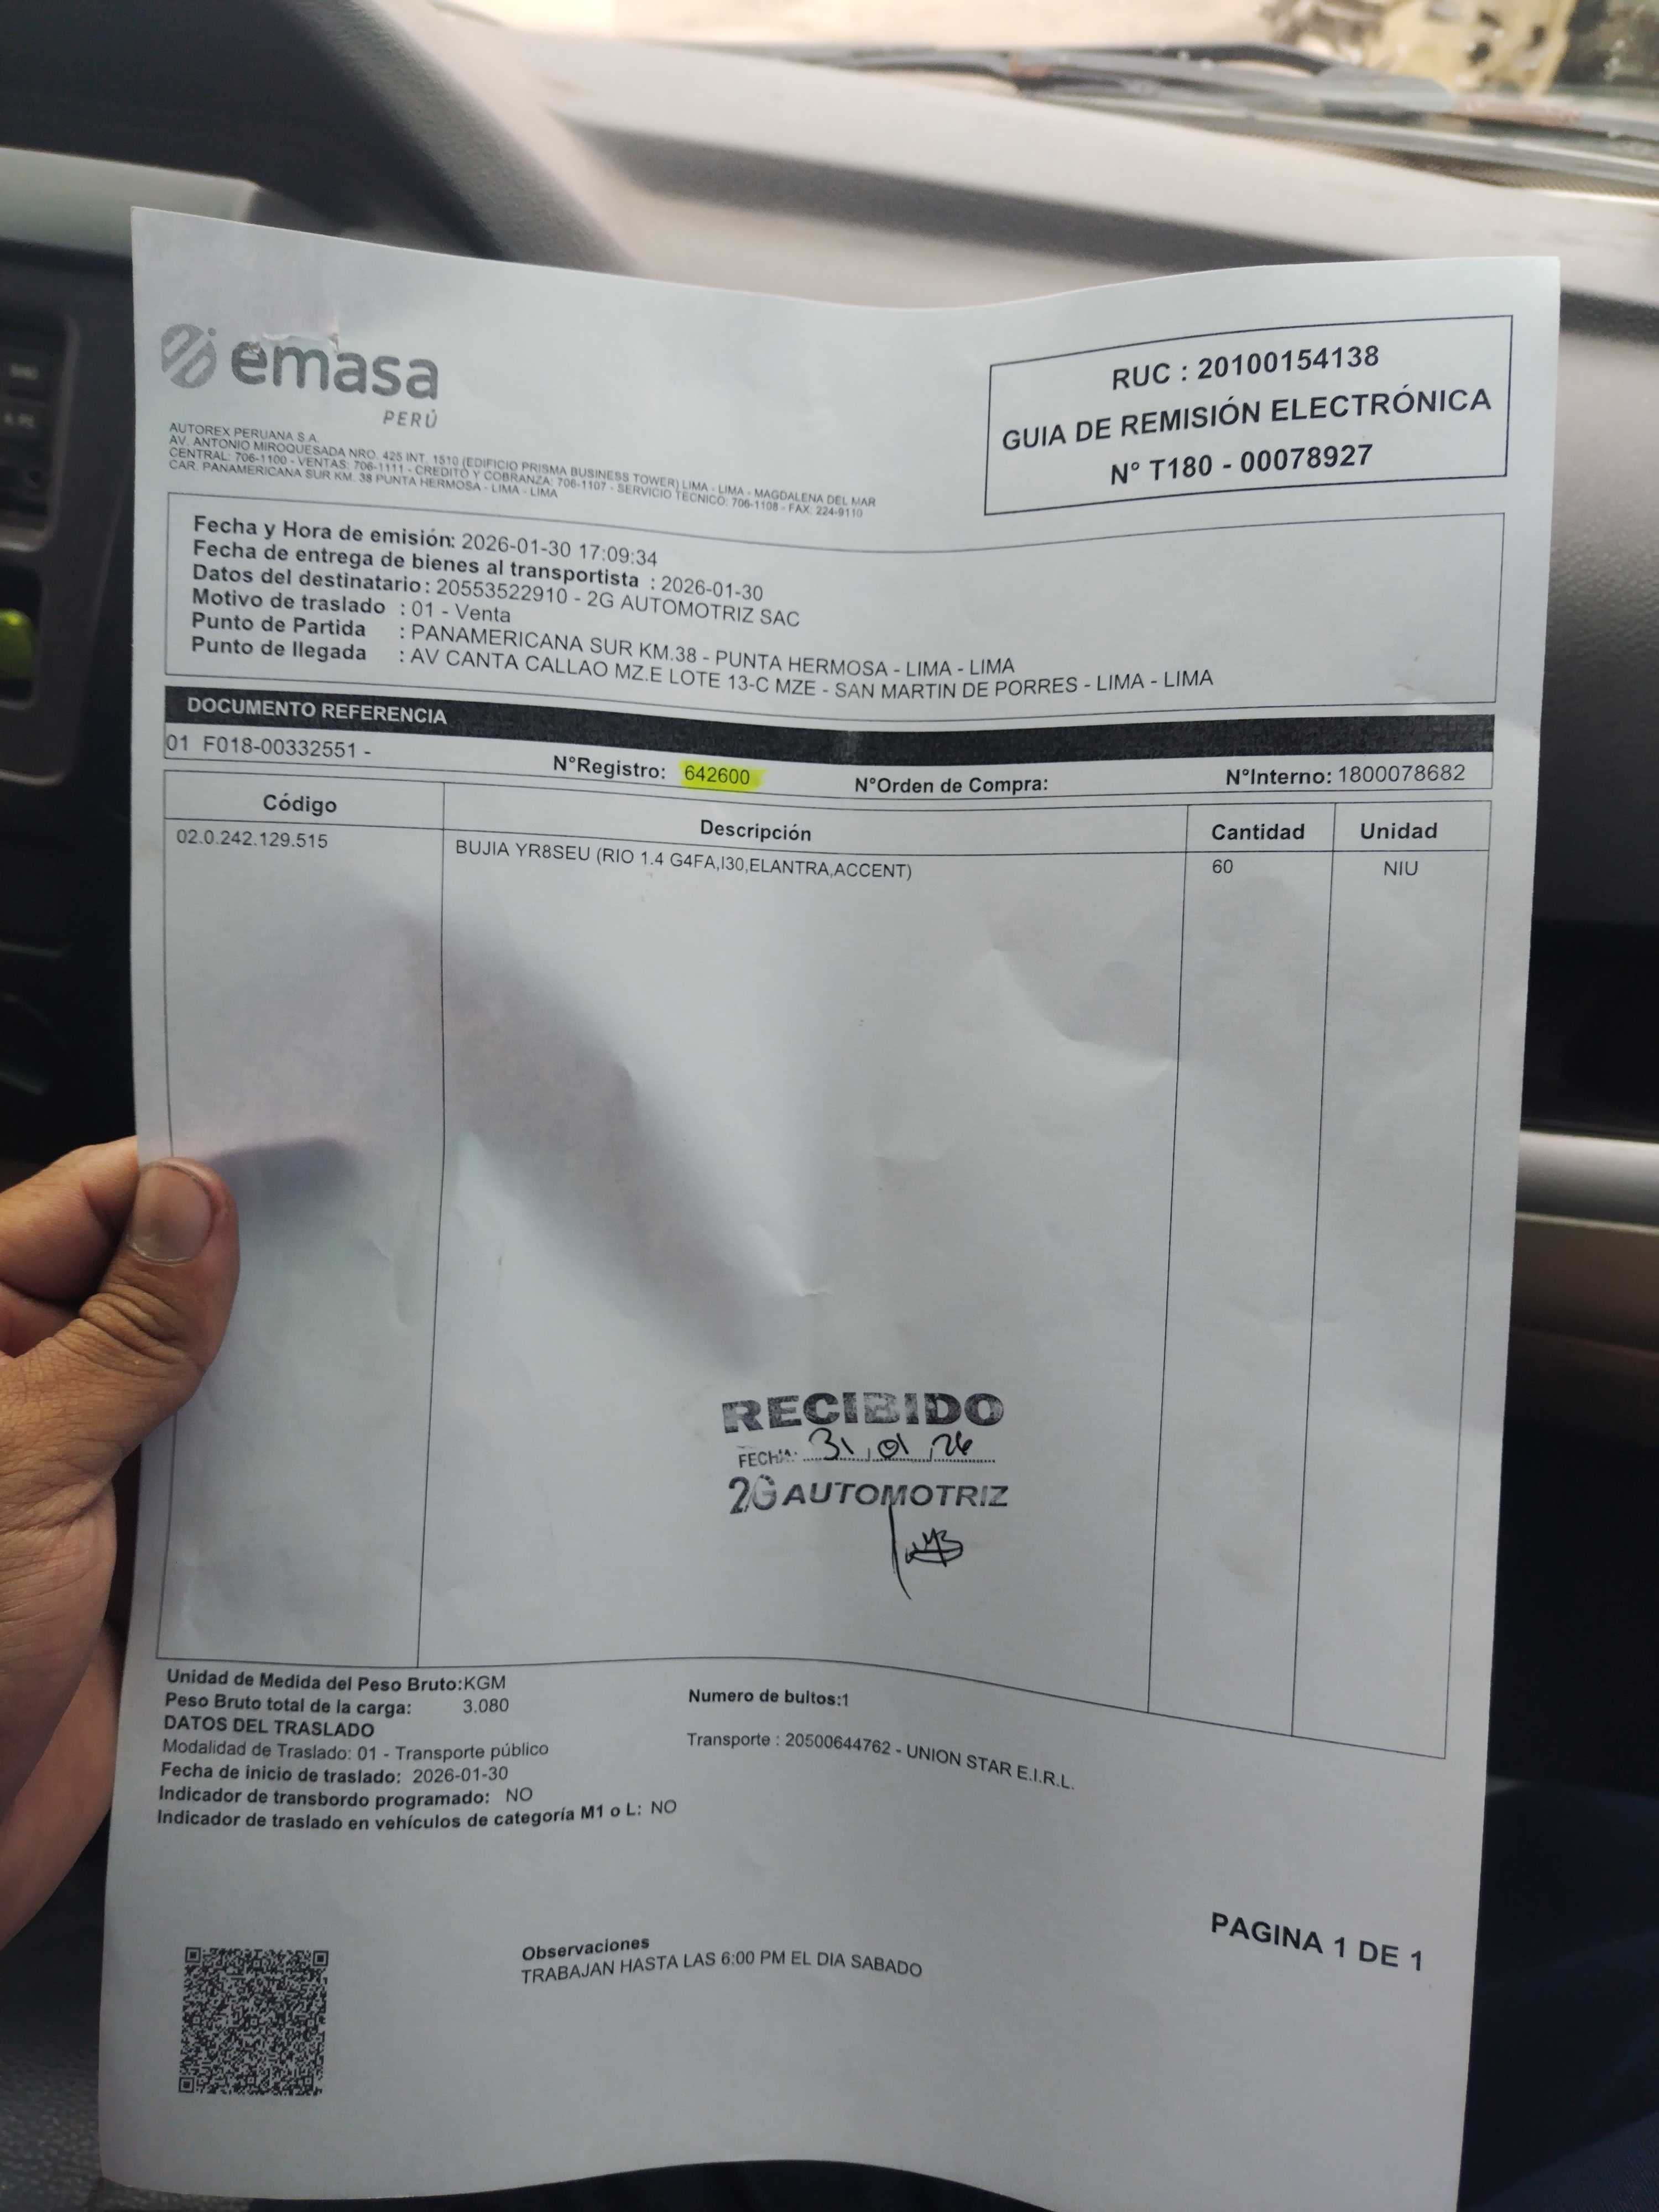 emasa
PERÚ
AUTOREX PERUANA S.A.
AV. ANTONIO MIROQUESADA NRO. 425 INT. 1510 (EDIFICIO PRISMA BUSINESS TOWER) LIMA - LIMA - MAGDALENA DEL MAR
CENTRAL: 706-1100 - VENTAS: 706-1111 - CREDITO Y COBRANZA: 706-1107 - SERVICIO TECNICO: 706-1108 - FAX: 224-9110
CAR. PANAMERICANA SUR KM. 38 PUNTA HERMOSA - LIMA - LIMA
RUC : 20100154138
GUIA DE REMISIÓN ELECTRÓNICA
N° T180 - 00078927
Fecha y Hora de emisión: 2026-01-30 17:09:34
Fecha de entrega de bienes al transportista : 2026-01-30
Datos del destinatario : 20553522910 - 2G AUTOMOTRIZ SAC
Motivo de traslado : 01 - Venta
Punto de Partida : PANAMERICANA SUR KM.38 - PUNTA HERMOSA - LIMA - LIMA
Punto de llegada : AV CANTA CALLAO MZ.E LOTE 13-C MZE - SAN MARTIN DE PORRES - LIMA - LIMA
DOCUMENTO REFERENCIA
01 F018-00332551 - N°Registro: 642600 N°Orden de Compra: N°Interno: 1800078682
Código Descripción Cantidad Unidad
02.0.242.129.515 BUJIA YR8SEU (RIO 1.4 G4FA,I30,ELANTRA,ACCENT) 60 NIU
RECIBIDO
FECHA: 31,01,26
2G AUTOMOTRIZ
Unidad de Medida del Peso Bruto:KGM
Peso Bruto total de la carga: 3.080 Numero de bultos:1
DATOS DEL TRASLADO
Modalidad de Traslado: 01 - Transporte público Transporte : 20500644762 - UNION STAR E.I.R.L.
Fecha de inicio de traslado: 2026-01-30
Indicador de transbordo programado: NO
Indicador de traslado en vehículos de categoría M1 o L: NO
Observaciones
TRABAJAN HASTA LAS 6:00 PM EL DIA SABADO
PAGINA 1 DE 1